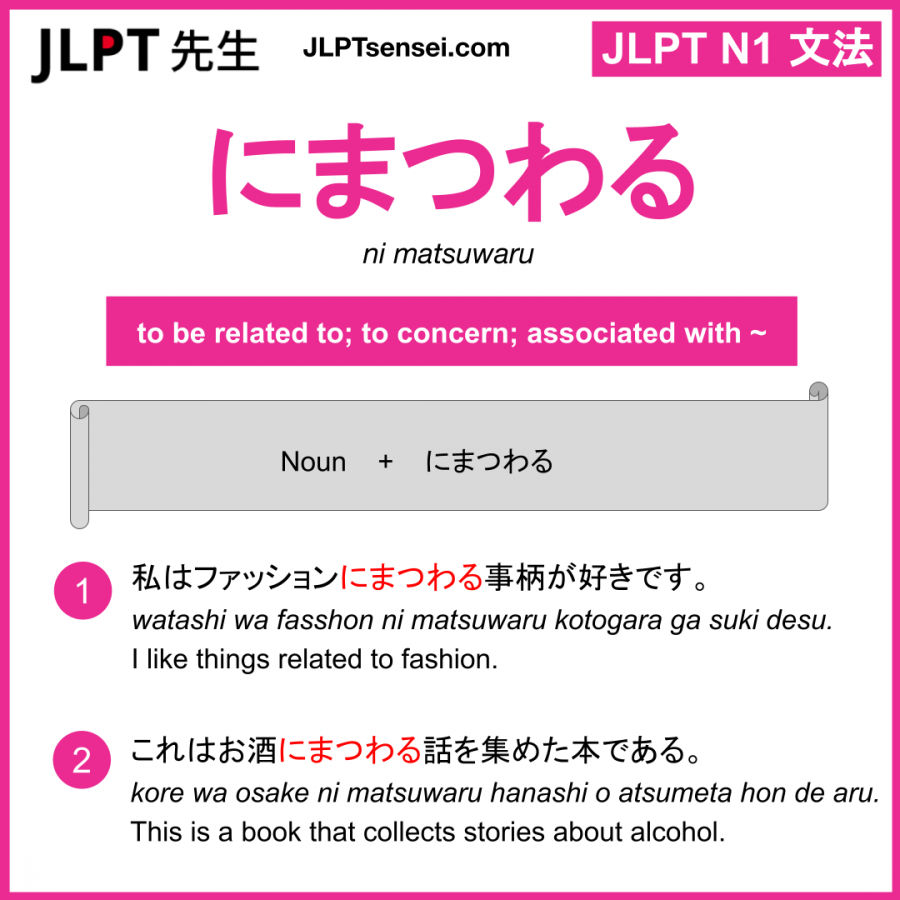 JLPT 先生 JLPTsensei.com JLPT N1 文法
にまつわる
ni matsuwaru
to be related to; to concern; associated with ~
Noun + にまつわる
1 私はファッションにまつわる事柄が好きです。
watashi wa fasshon ni matsuwaru kotogara ga suki desu.
I like things related to fashion.
2 これはお酒にまつわる話を集めた本である。
kore wa osake ni matsuwaru hanashi o atsumeta hon de aru.
This is a book that collects stories about alcohol.